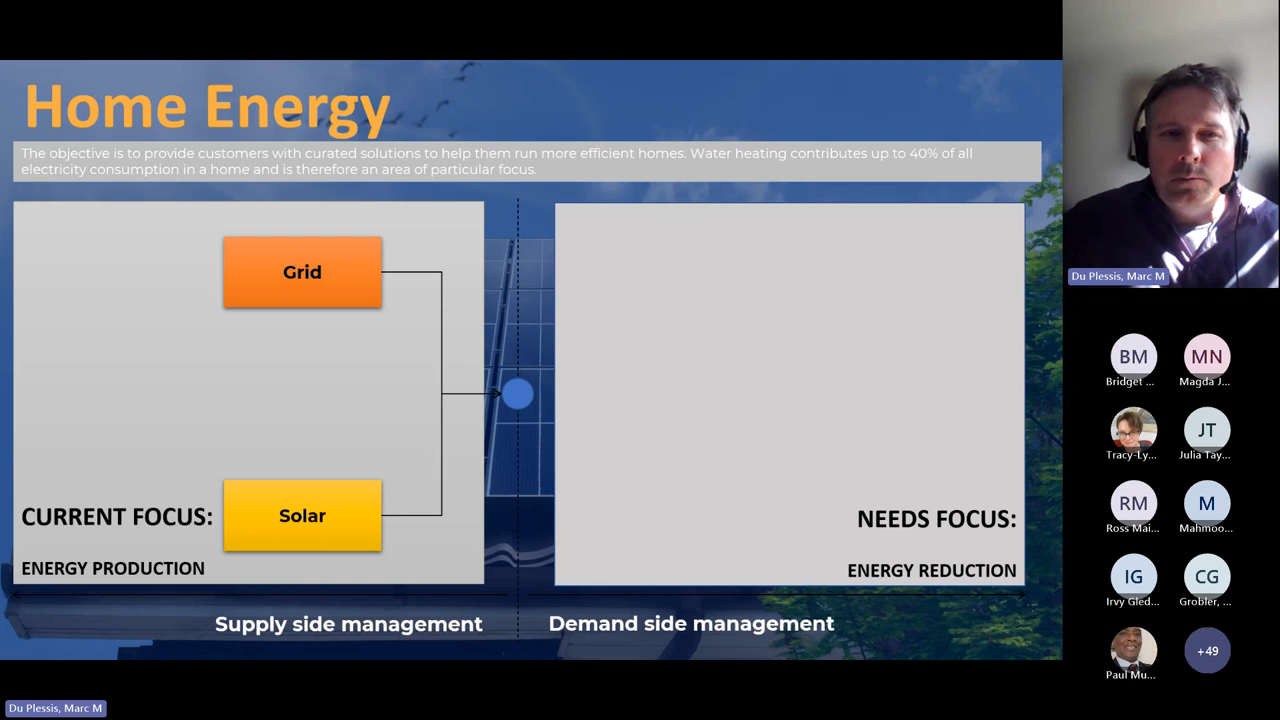 Home Energy
The objective is to provide customers with curated solutions to help them run more efficient homes. Water heating contributes up to 40% of all
electricity consumption in a home and is therefore an area of particular focus.
Grid
Solar
CURRENT FOCUS:
ENERGY PRODUCTION
NEEDS FOCUS:
ENERGY REDUCTION
Supply side management
Demand side management
Du Plessis, Marc M
BM
Bridget ...
MN
Magda J...
Tracy-Ly...
JT
Julia Tay...
RM
Ross Mai...
M
Mahmoo...
IG
Irvy Gled...
CG
Grobler, ...
Paul Mu...
+49
Du Plessis, Marc M